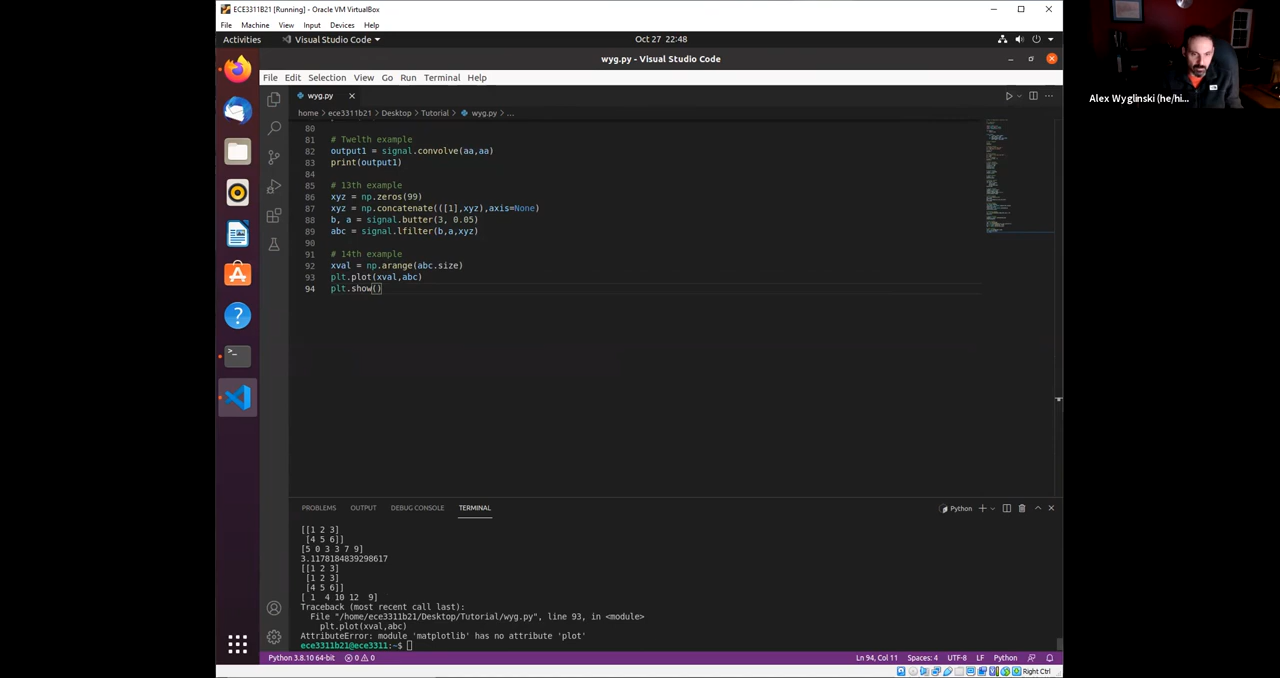 ECE3311B21 [Running] - Oracle VM VirtualBox
File Machine View Input Devices Help
Activities Visual Studio Code Oct 27 22:48
wyg.py - Visual Studio Code
File Edit Selection View Go Run Terminal Help
wyg.py
home > ece3311b21 > Desktop > Tutorial > wyg.py > ...
80
81 # Twelth example
82 output1 = signal.convolve(aa,aa)
83 print(output1)
84
85 # 13th example
86 xyz = np.zeros(99)
87 xyz = np.concatenate(([1],xyz),axis=None)
88 b, a = signal.butter(3, 0.05)
89 abc = signal.lfilter(b,a,xyz)
90
91 # 14th example
92 xval = np.arange(abc.size)
93 plt.plot(xval,abc)
94 plt.show()
PROBLEMS OUTPUT DEBUG CONSOLE TERMINAL
Python
[[1 2 3]
[4 5 6]]
[5 0 3 3 7 9]
3.1178184839298617
[[1 2 3]
[1 2 3]
[4 5 6]]
[ 1 4 10 12 9]
Traceback (most recent call last):
File "/home/ece3311b21/Desktop/Tutorial/wyg.py", line 93, in <module>
plt.plot(xval,abc)
AttributeError: module 'matplotlib' has no attribute 'plot'
ece3311b21@ece3311:~$
Python 3.8.10 64-bit 0 0 Ln 94, Col 11 Spaces: 4 UTF-8 LF Python
Right Ctrl
Alex Wyglinski (he/hi...